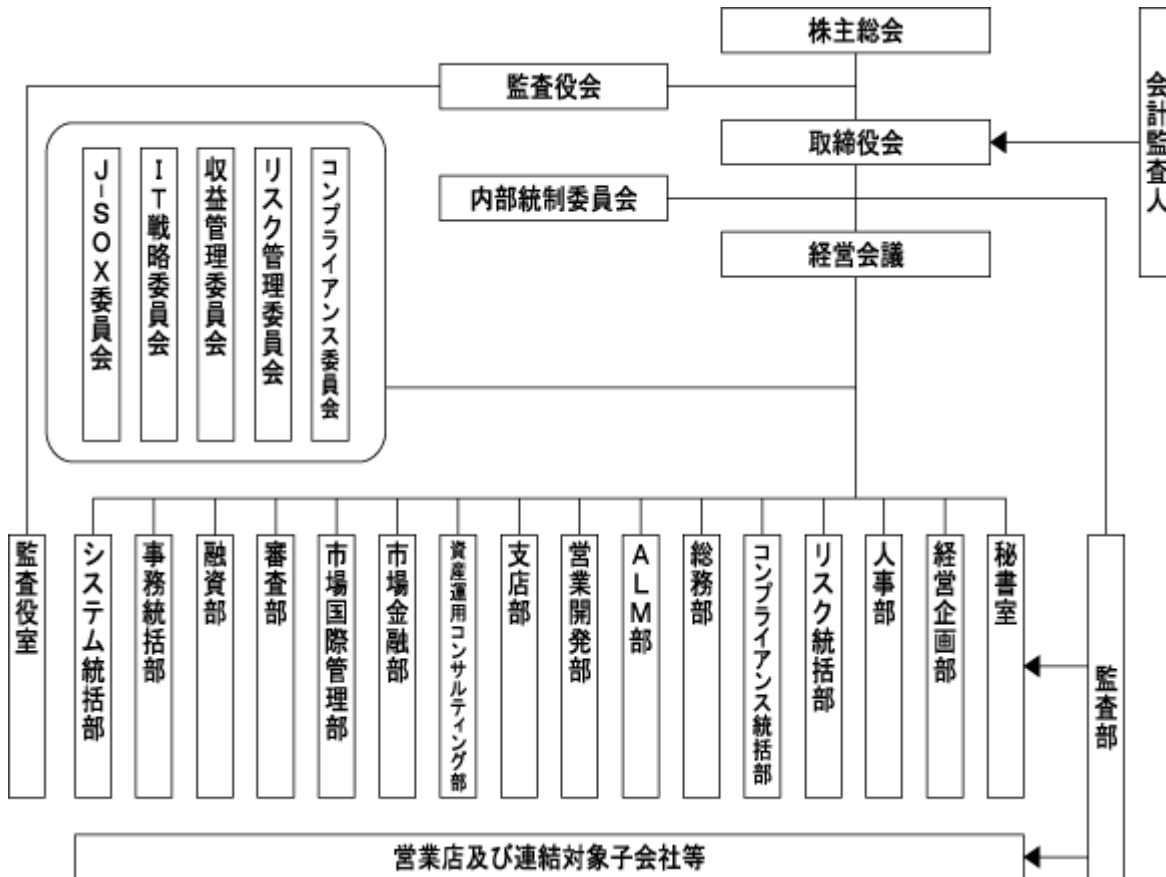 株主総会
監査役会
会計監査人
取締役会
内部統制委員会
経営会議
J-SOX委員会
IT戦略委員会
収益管理委員会
リスク管理委員会
コンプライアンス委員会
監査役室
システム統括部
事務統括部
融資部
審査部
市場国際管理部
市場金融部
資産運用コンサルティング部
支店部
営業開発部
ALM部
総務部
コンプライアンス統括部
リスク統括部
人事部
経営企画部
秘書室
監査部
営業店及び連結対象子会社等